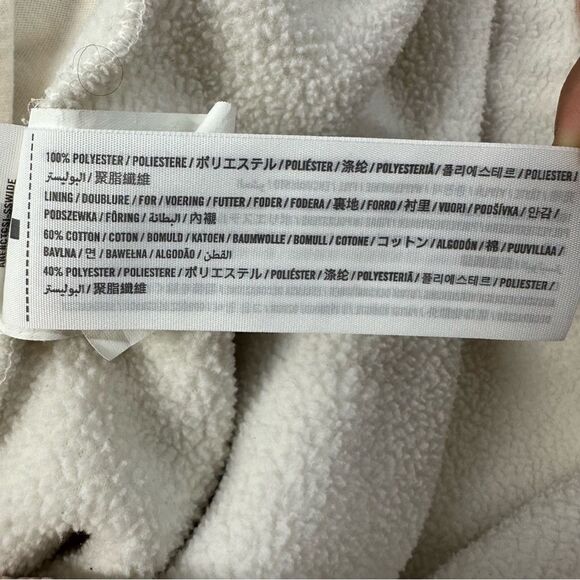 100% POLYESTER / POLIESTERE / ポリエステル / POLIÉSTER / 涤纶 / POLYESTERIÄ / 폴리에스테르 / POLIESTER /
البوليستر / 聚脂纖維
LINING / DOUBLURE / FOR / VOERING / FUTTER / FODER / FODERA / 裏地 / FORRO / 衬里 / VUORI / PODŠÍVKA / 안감 /
PODSZEWKA / FÔRING / البطانة / 內襯
60% COTTON / COTON / BOMULD / KATOEN / BAUMWOLLE / BOMULL / COTONE / コットン / ALGODÓN / 棉 / PUUVILLAA /
BAVLNA / 면 / BAWEŁNA / ALGODÃO / القطن
40% POLYESTER / POLIESTERE / ポリエステル / POLIÉSTER / 涤纶 / POLYESTERIÄ / 폴리에스테르 / POLIESTER /
البوليستر / 聚脂纖維